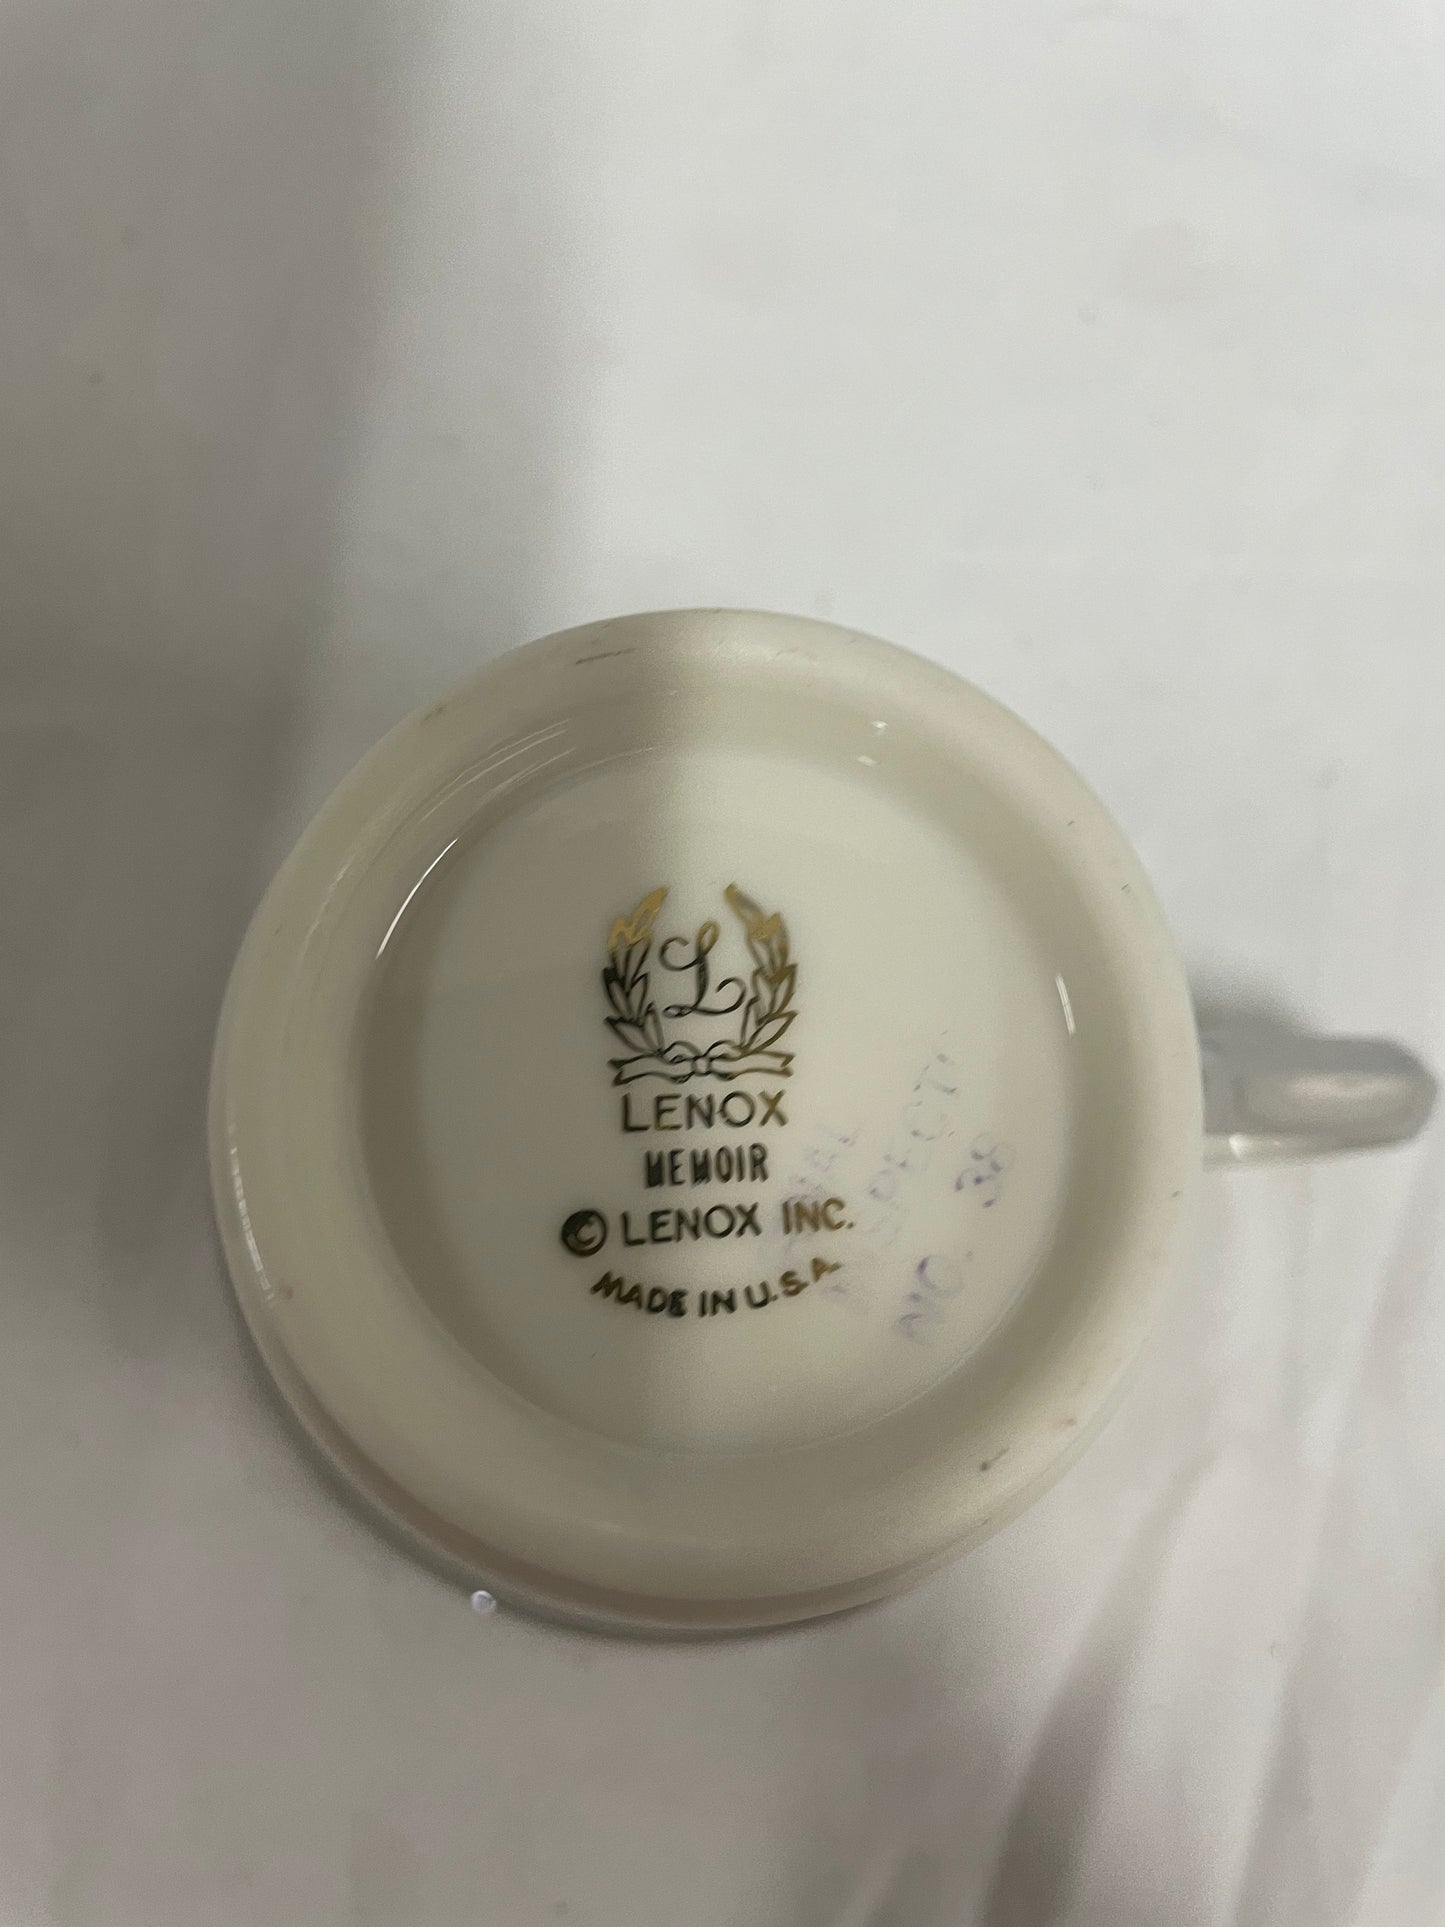 L
LENOX
MEMOIR
© LENOX INC.
MADE IN U.S.A.
NO. 38